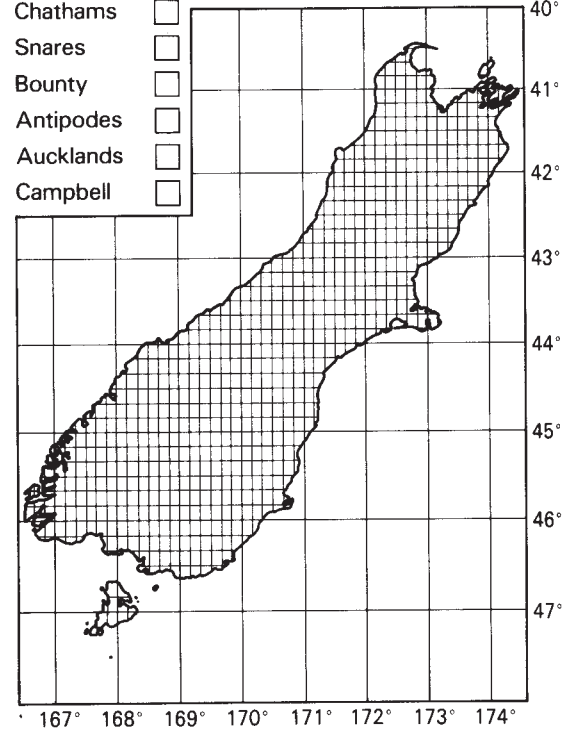 Chathams
Snares
Bounty
Antipodes
Aucklands
Campbell
40°
41°
42°
43°
44°
45°
46°
47°
167° 168° 169° 170° 171° 172° 173° 174°